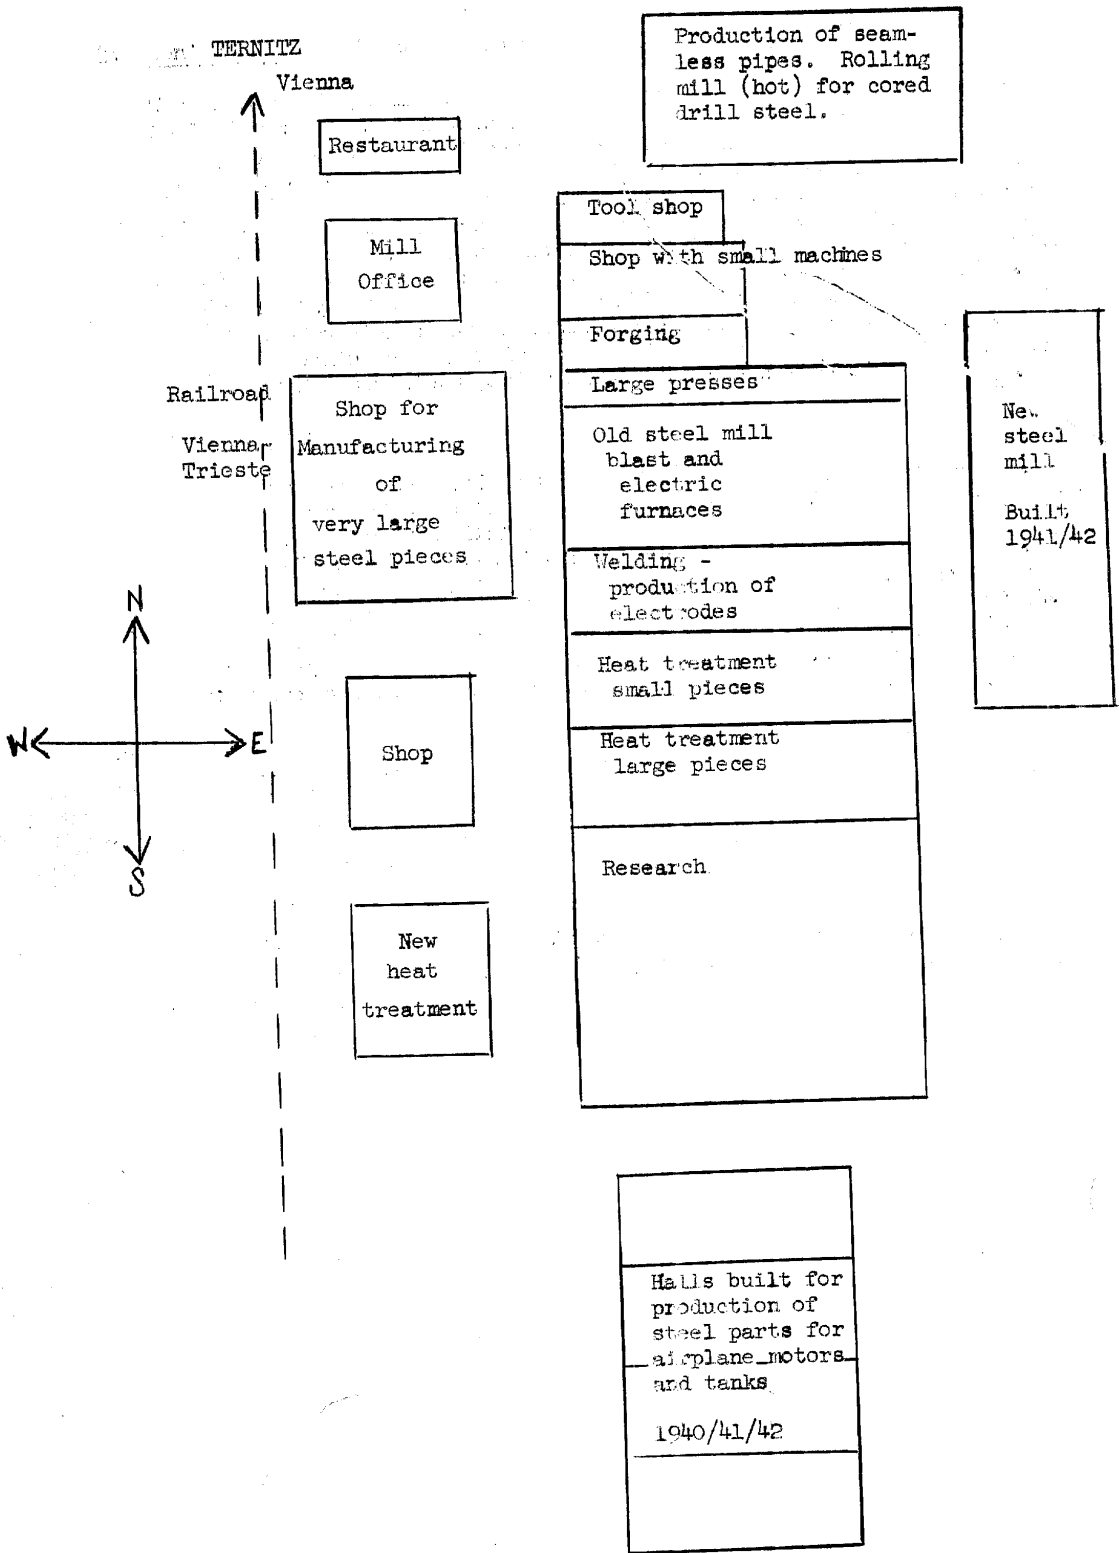 TERNITZ
Vienna
Restaurant
Mill
Office
Railroad
Vienna,
Trieste
Shop for
Manufacturing
of
very large
steel pieces
N
W
E
S
Shop
New
heat
treatment
Production of seam-
less pipes. Rolling
mill (hot) for cored
drill steel.
Tool shop
Shop with small machines
Forging
Large presses
Old steel mill
blast and
electric
furnaces
Welding -
production of
electrodes
Heat treatment
small pieces
Heat treatment
large pieces
Research
New
steel
mill
Built
1941/42
Halls built for
production of
steel parts for
airplane motors
and tanks
1940/41/42